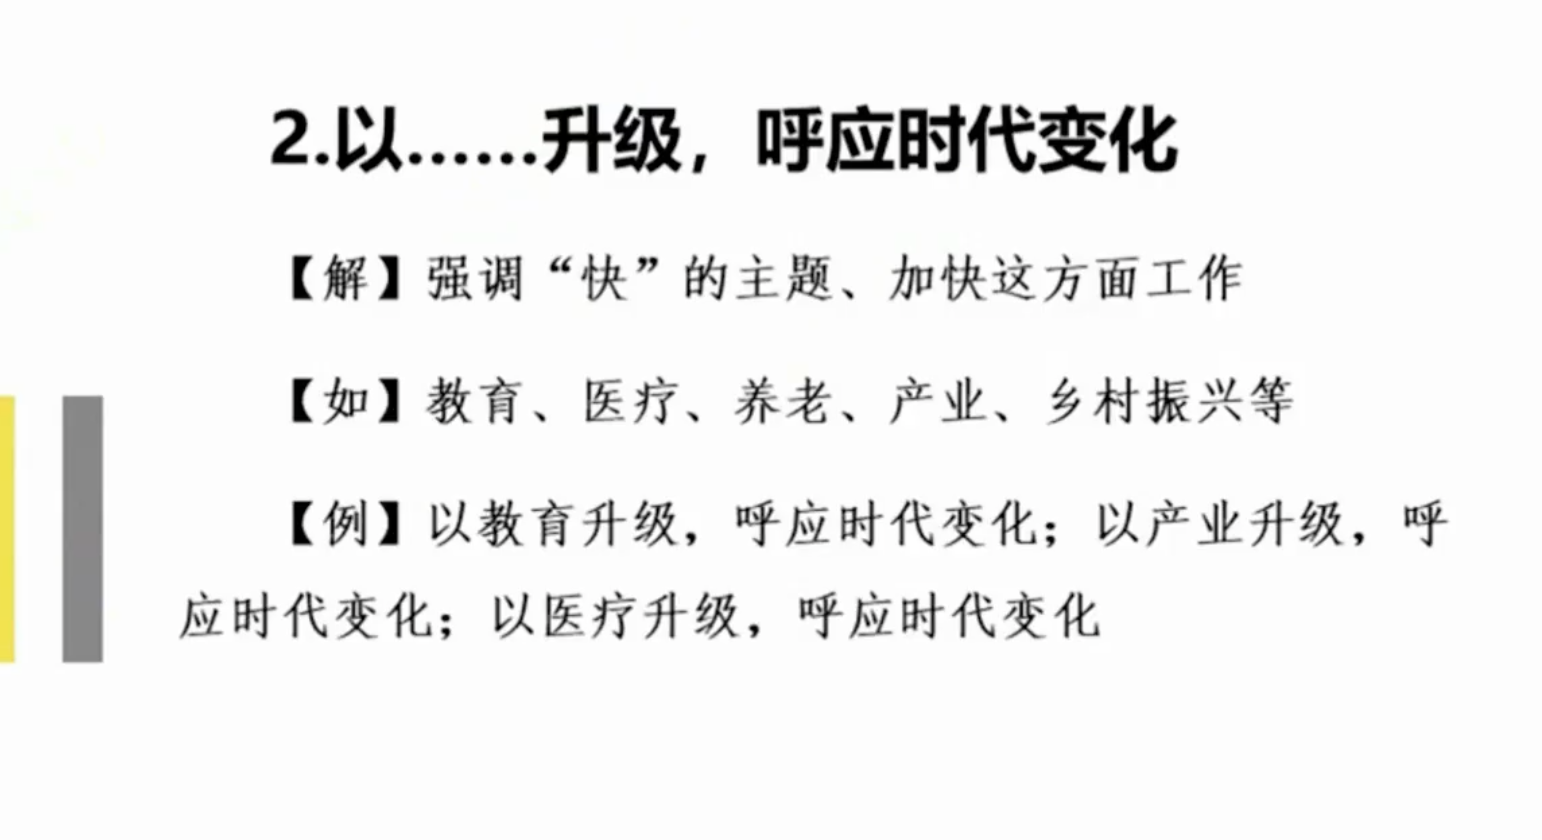 2.以……升级，呼应时代变化
【解】强调“快”的主题、加快这方面工作
【如】教育、医疗、养老、产业、乡村振兴等
【例】以教育升级，呼应时代变化；以产业升级，呼
应时代变化；以医疗升级，呼应时代变化